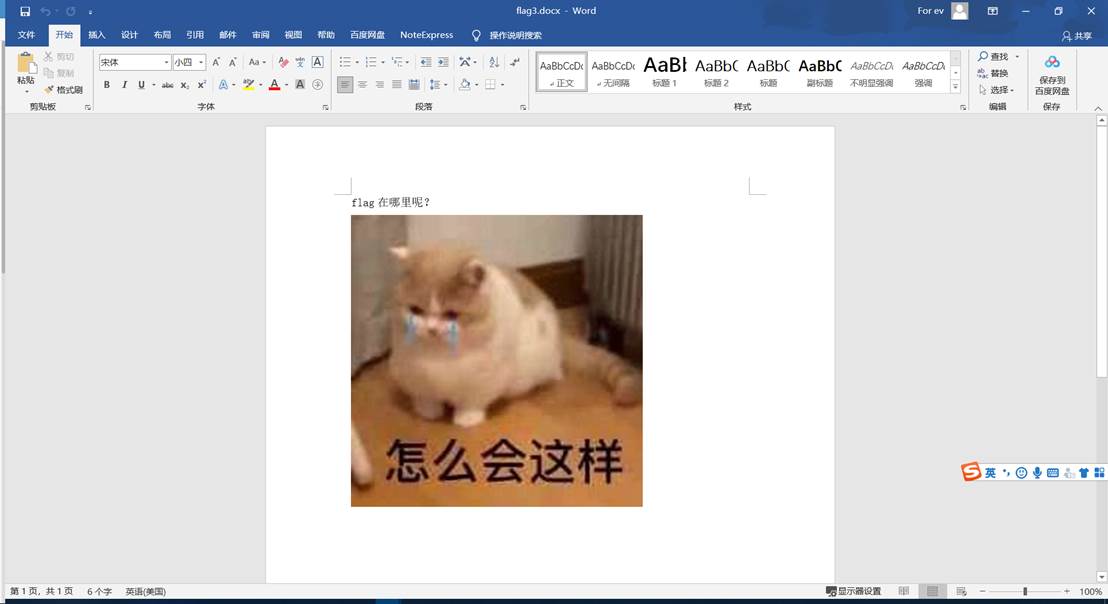 flag3.docx - Word
For ev
文件 开始 插入 设计 布局 引用 邮件 审阅 视图 帮助 百度网盘 NoteExpress 操作说明搜索 共享
粘贴
剪切
复制
格式刷
剪贴板
宋体 小四 Aa
B I U abc x₂ x²
字体
段落
AaBbCcDc AaBbCcDc AaBł AaBbC AaBbC AaBbC AaBbCcDc AaBbCcDc
正文 无间隔 标题 1 标题 2 标题 副标题 不明显强调 强调
样式
查找
替换
选择
编辑
保存到
百度网盘
保存
flag 在哪里呢？
怎么会这样
英
第 1 页，共 1 页 6 个字 英语(美国) 显示器设置 100%